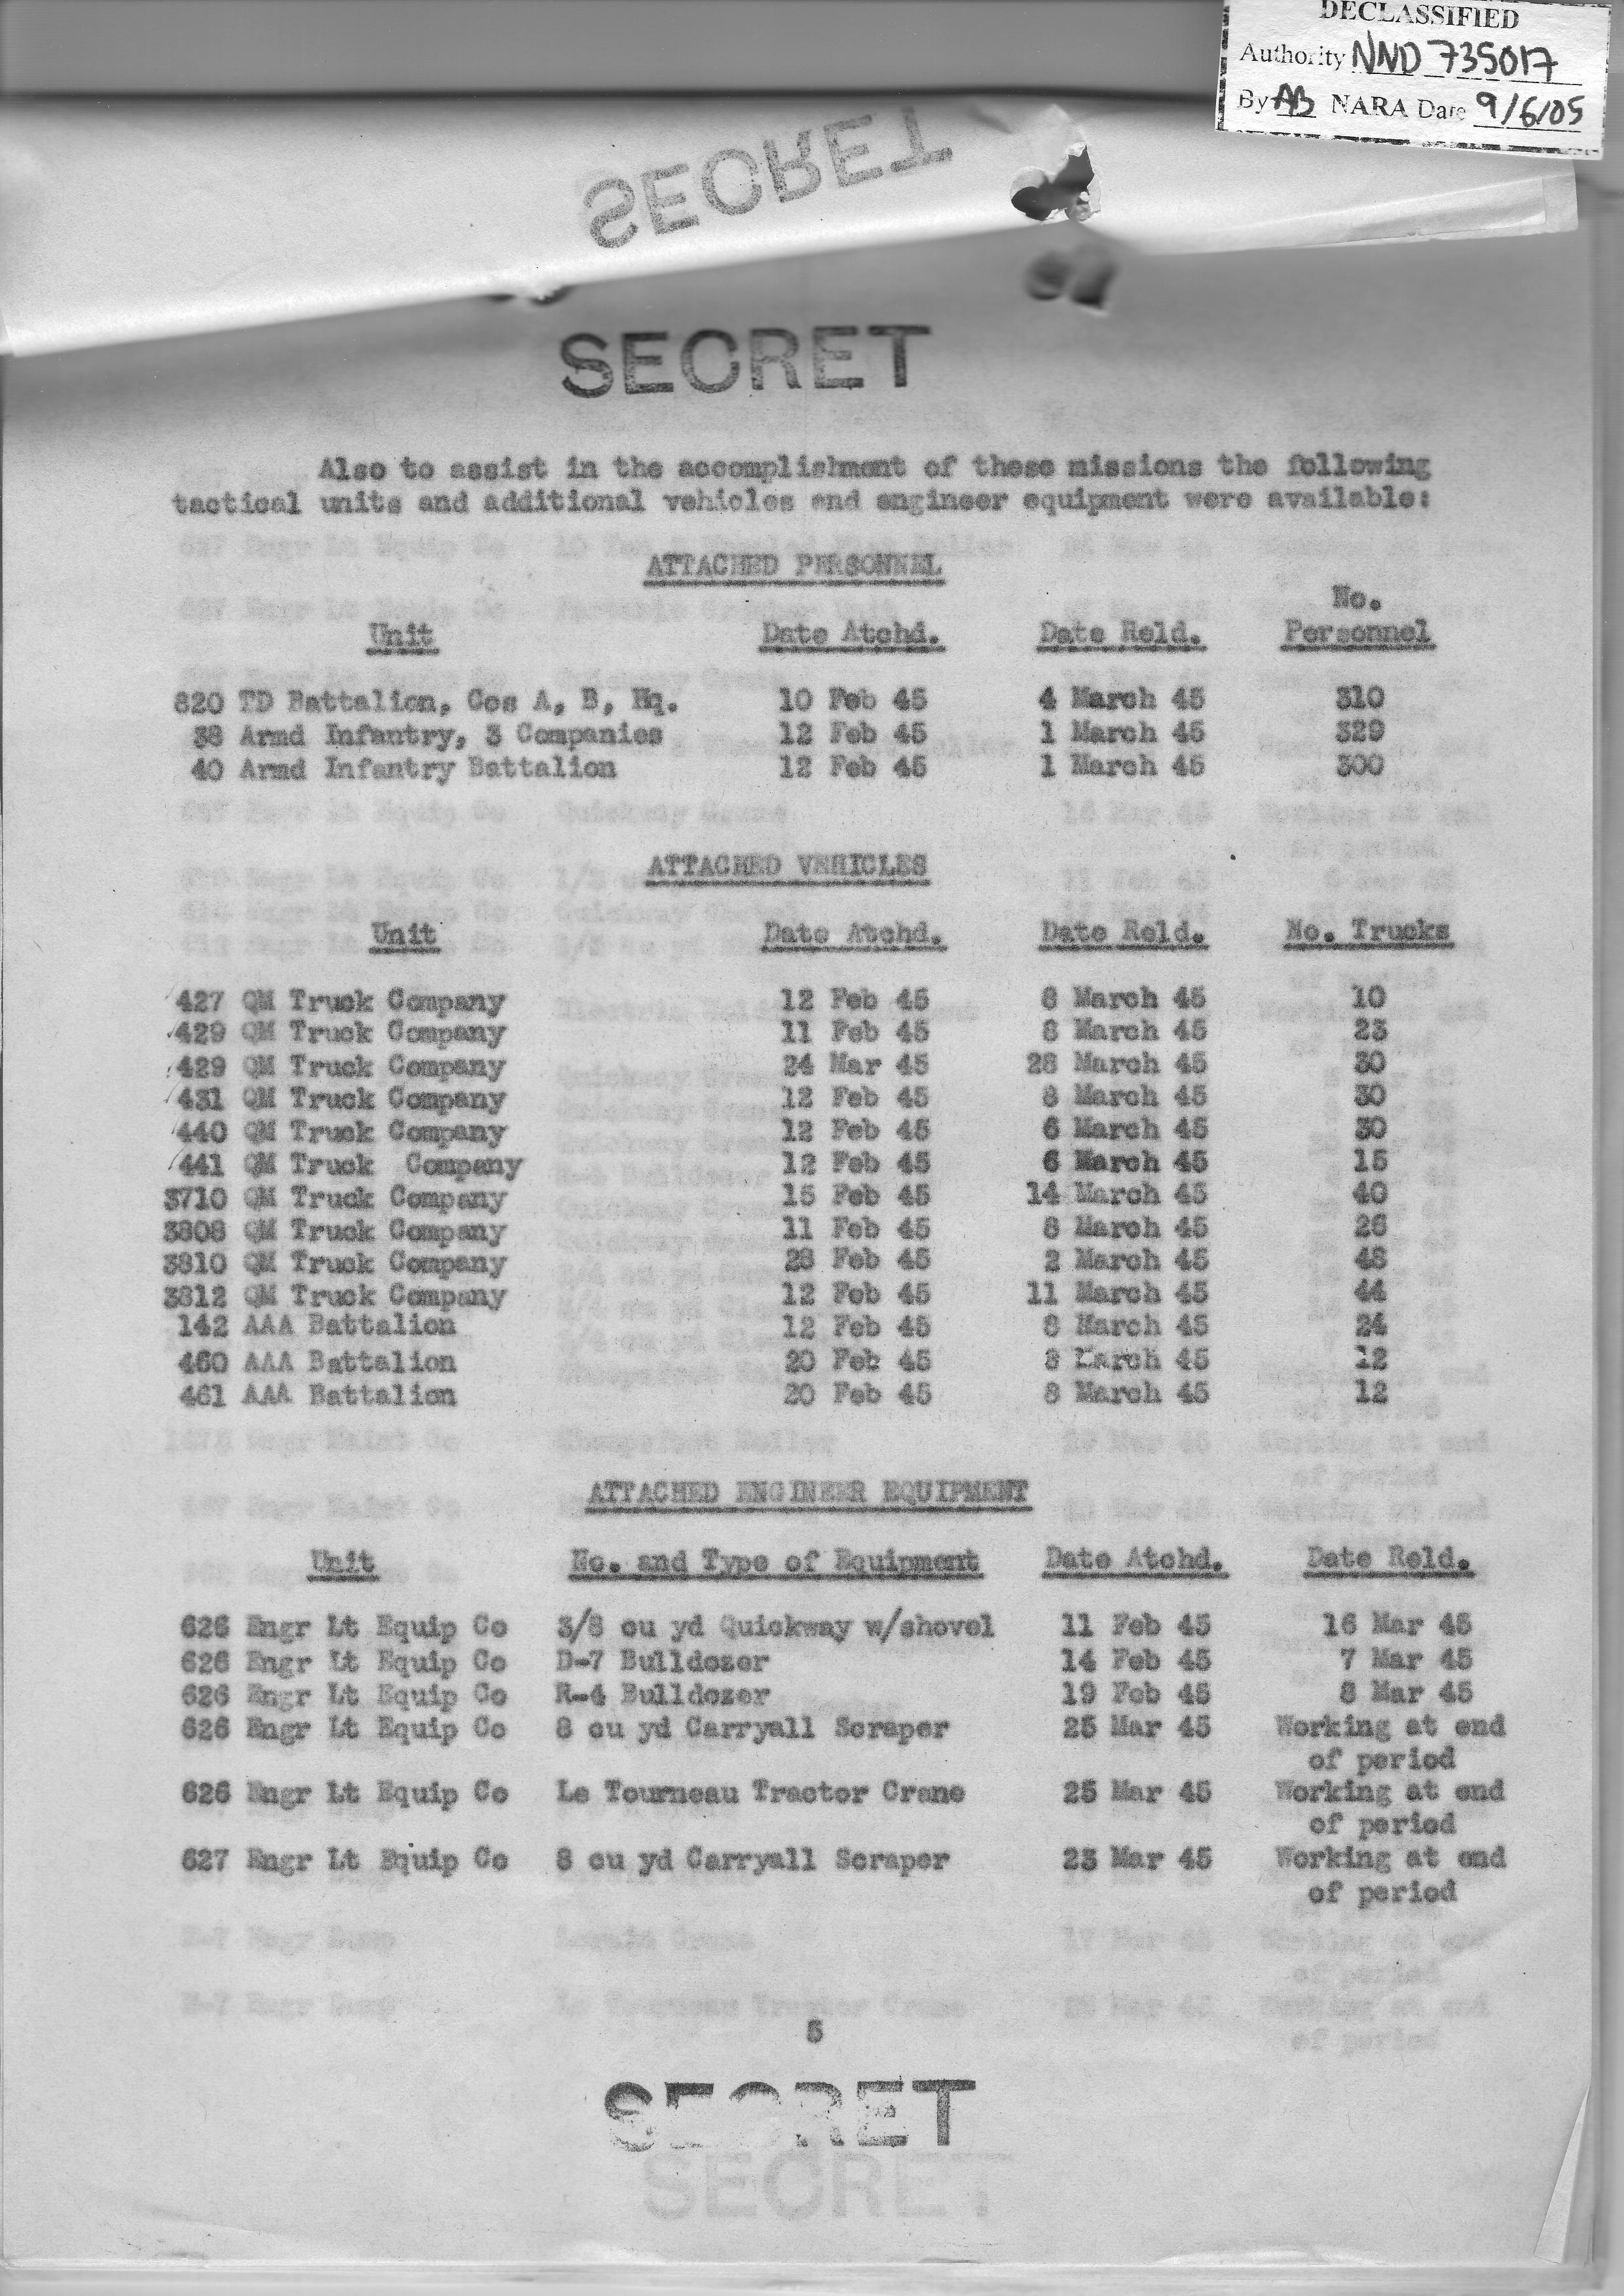 DECLASSIFIED
Authority NND 735017
By AB NARA Date 9/6/05
SECRET
SECRET
Also to assist in the accomplishment of these missions the following
tactical units and additional vehicles and engineer equipment were available:
ATTACHED PERSONNEL
No.
Unit Date Atchd. Date Reld. Personnel
820 TD Battalion, Cos A, B, Hq. 10 Feb 45 4 March 45 310
38 Armd Infantry, 3 Companies 12 Feb 45 1 March 45 329
40 Armd Infantry Battalion 12 Feb 45 1 March 45 300
ATTACHED VEHICLES
Unit Date Atchd. Date Reld. No. Trucks
427 QM Truck Company 12 Feb 45 8 March 45 10
429 QM Truck Company 11 Feb 45 8 March 45 23
429 QM Truck Company 24 Mar 45 28 March 45 30
431 QM Truck Company 12 Feb 45 8 March 45 30
440 QM Truck Company 12 Feb 45 6 March 45 30
441 QM Truck Company 12 Feb 45 6 March 45 15
3710 QM Truck Company 15 Feb 45 14 March 45 40
3808 QM Truck Company 11 Feb 45 8 March 45 26
3810 QM Truck Company 28 Feb 45 2 March 45 48
3812 QM Truck Company 12 Feb 45 11 March 45 44
142 AAA Battalion 12 Feb 45 8 March 45 24
460 AAA Battalion 20 Feb 45 8 March 45 12
461 AAA Battalion 20 Feb 45 8 March 45 12
ATTACHED ENGINEER EQUIPMENT
Unit No. and Type of Equipment Date Atchd. Date Reld.
626 Engr Lt Equip Co 3/8 cu yd Quickway w/shovel 11 Feb 45 16 Mar 45
626 Engr Lt Equip Co D-7 Bulldozer 14 Feb 45 7 Mar 45
626 Engr Lt Equip Co R-4 Bulldozer 19 Feb 45 8 Mar 45
626 Engr Lt Equip Co 8 cu yd Carryall Scraper 25 Mar 45 Working at end
of period
626 Engr Lt Equip Co Le Tourneau Tractor Crane 25 Mar 45 Working at end
of period
627 Engr Lt Equip Co 8 cu yd Carryall Scraper 23 Mar 45 Working at end
of period
5
SECRET
SECRET